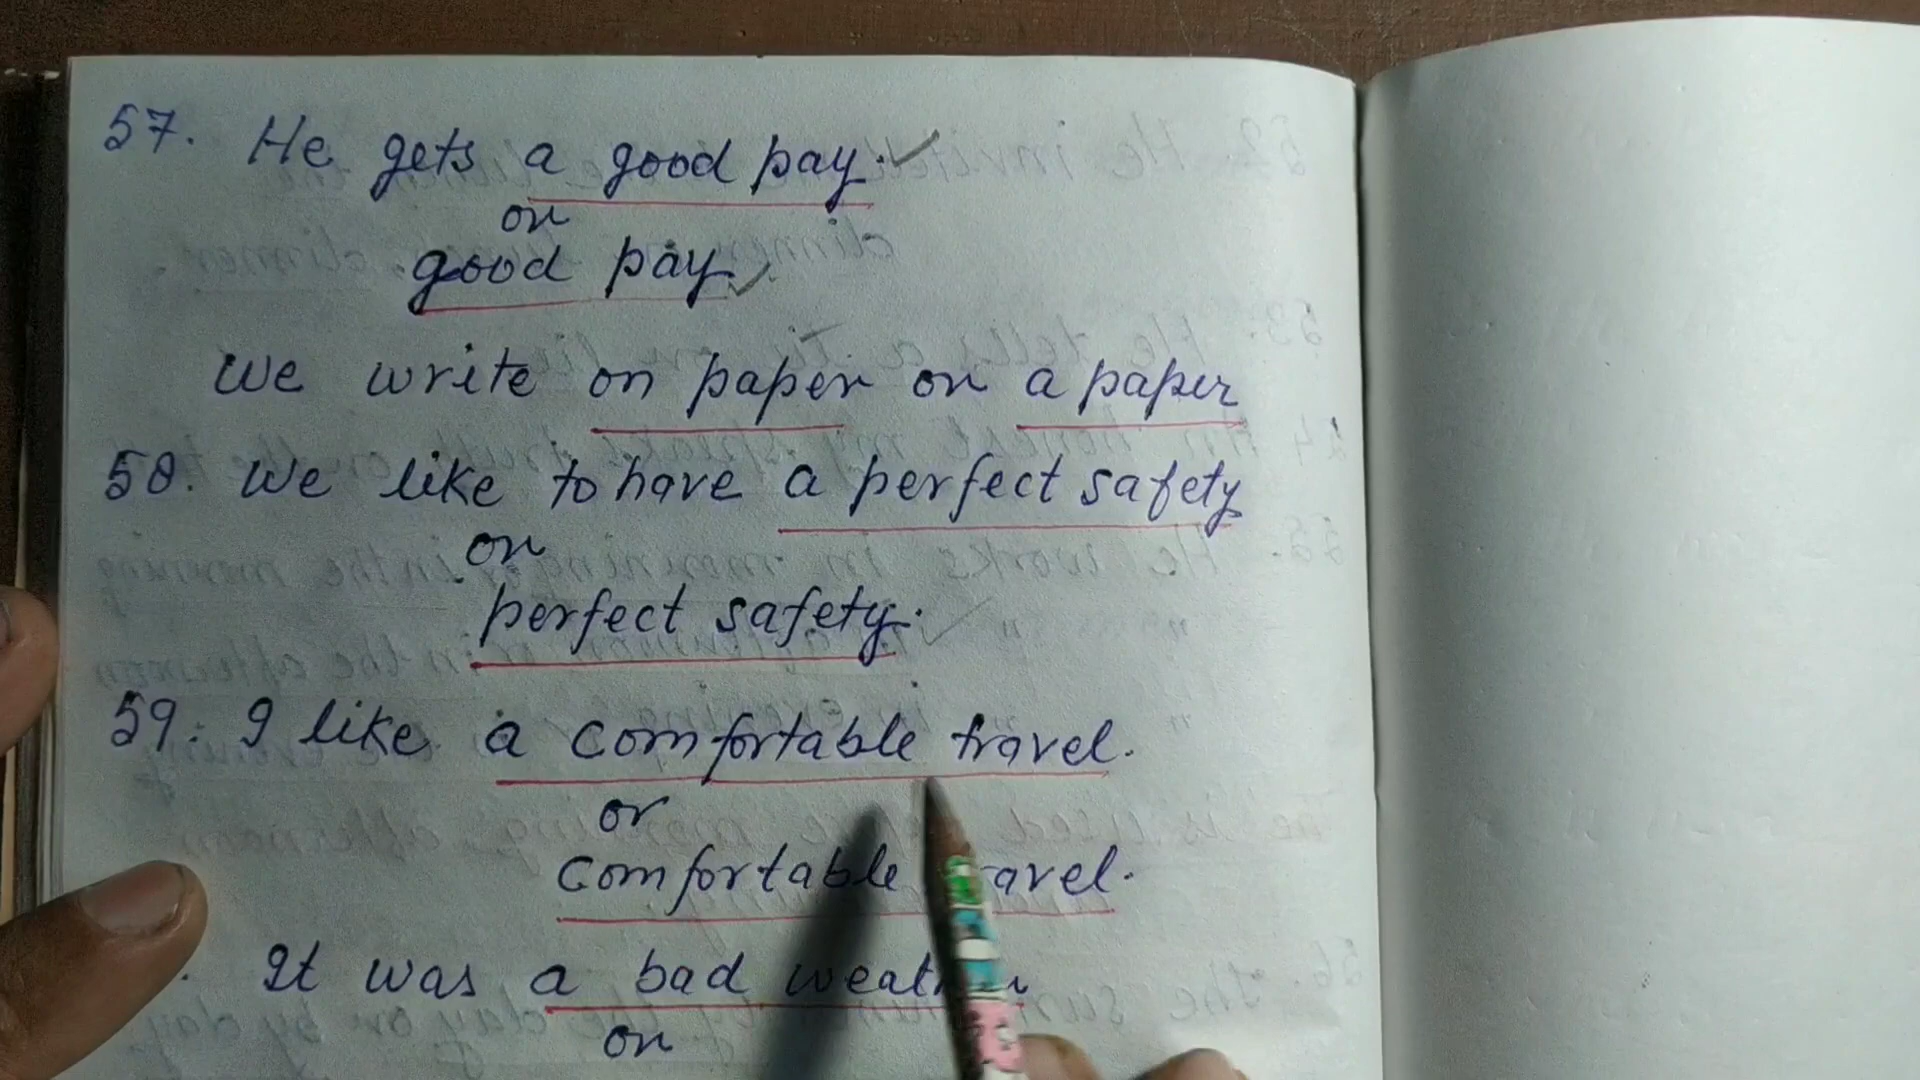 57. He gets a good pay.
or
good pay
We write on paper or a paper
58. We like to have a perfect safety
or
perfect safety.
59. I like a comfortable travel.
or
comfortable
It was a bad
or